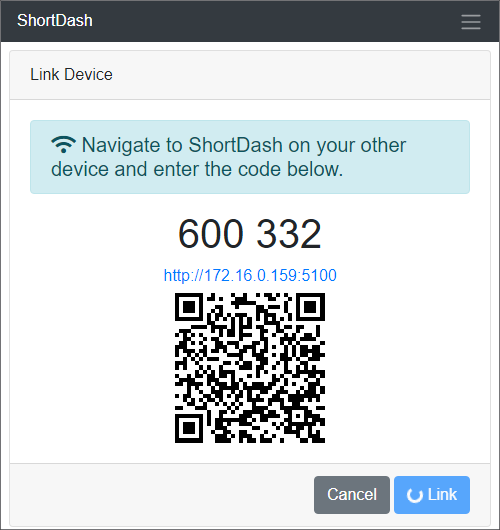 ShortDash
Link Device
Navigate to ShortDash on your other
device and enter the code below.
600 332
http://172.16.0.159:5100
Cancel
Link